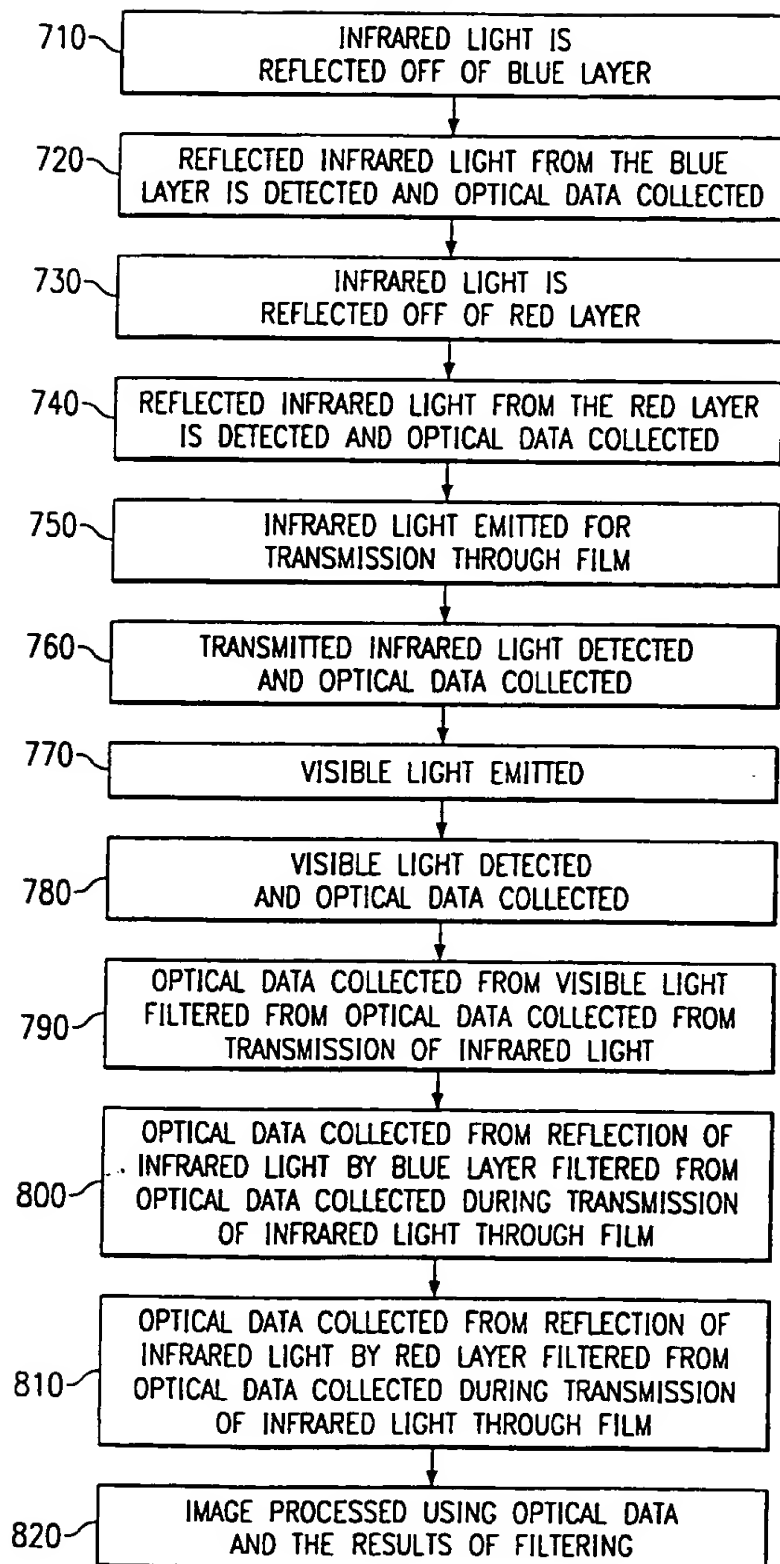 710
INFRARED LIGHT IS
REFLECTED OFF OF BLUE LAYER
720
REFLECTED INFRARED LIGHT FROM THE BLUE
LAYER IS DETECTED AND OPTICAL DATA COLLECTED
730
INFRARED LIGHT IS
REFLECTED OFF OF RED LAYER
740
REFLECTED INFRARED LIGHT FROM THE RED LAYER
IS DETECTED AND OPTICAL DATA COLLECTED
750
INFRARED LIGHT EMITTED FOR
TRANSMISSION THROUGH FILM
760
TRANSMITTED INFRARED LIGHT DETECTED
AND OPTICAL DATA COLLECTED
770
VISIBLE LIGHT EMITTED
780
VISIBLE LIGHT DETECTED
AND OPTICAL DATA COLLECTED
790
OPTICAL DATA COLLECTED FROM VISIBLE LIGHT
FILTERED FROM OPTICAL DATA COLLECTED FROM
TRANSMISSION OF INFRARED LIGHT
800
OPTICAL DATA COLLECTED FROM REFLECTION OF
INFRARED LIGHT BY BLUE LAYER FILTERED FROM
OPTICAL DATA COLLECTED DURING TRANSMISSION
OF INFRARED LIGHT THROUGH FILM
810
OPTICAL DATA COLLECTED FROM REFLECTION OF
INFRARED LIGHT BY RED LAYER FILTERED FROM
OPTICAL DATA COLLECTED DURING TRANSMISSION
OF INFRARED LIGHT THROUGH FILM
820
IMAGE PROCESSED USING OPTICAL DATA
AND THE RESULTS OF FILTERING